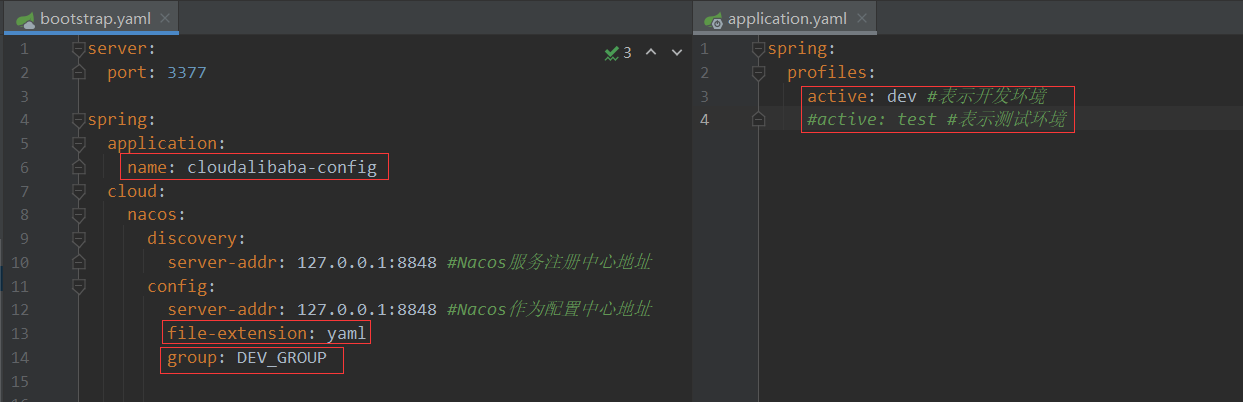 bootstrap.yaml
1 server:
2 port: 3377
3
4 spring:
5 application:
6 name: cloudalibaba-config
7 cloud:
8 nacos:
9 discovery:
10 server-addr: 127.0.0.1:8848 #Nacos服务注册中心地址
11 config:
12 server-addr: 127.0.0.1:8848 #Nacos作为配置中心地址
13 file-extension: yaml
14 group: DEV_GROUP
15
3
application.yaml
1 spring:
2 profiles:
3 active: dev #表示开发环境
4 #active: test #表示测试环境